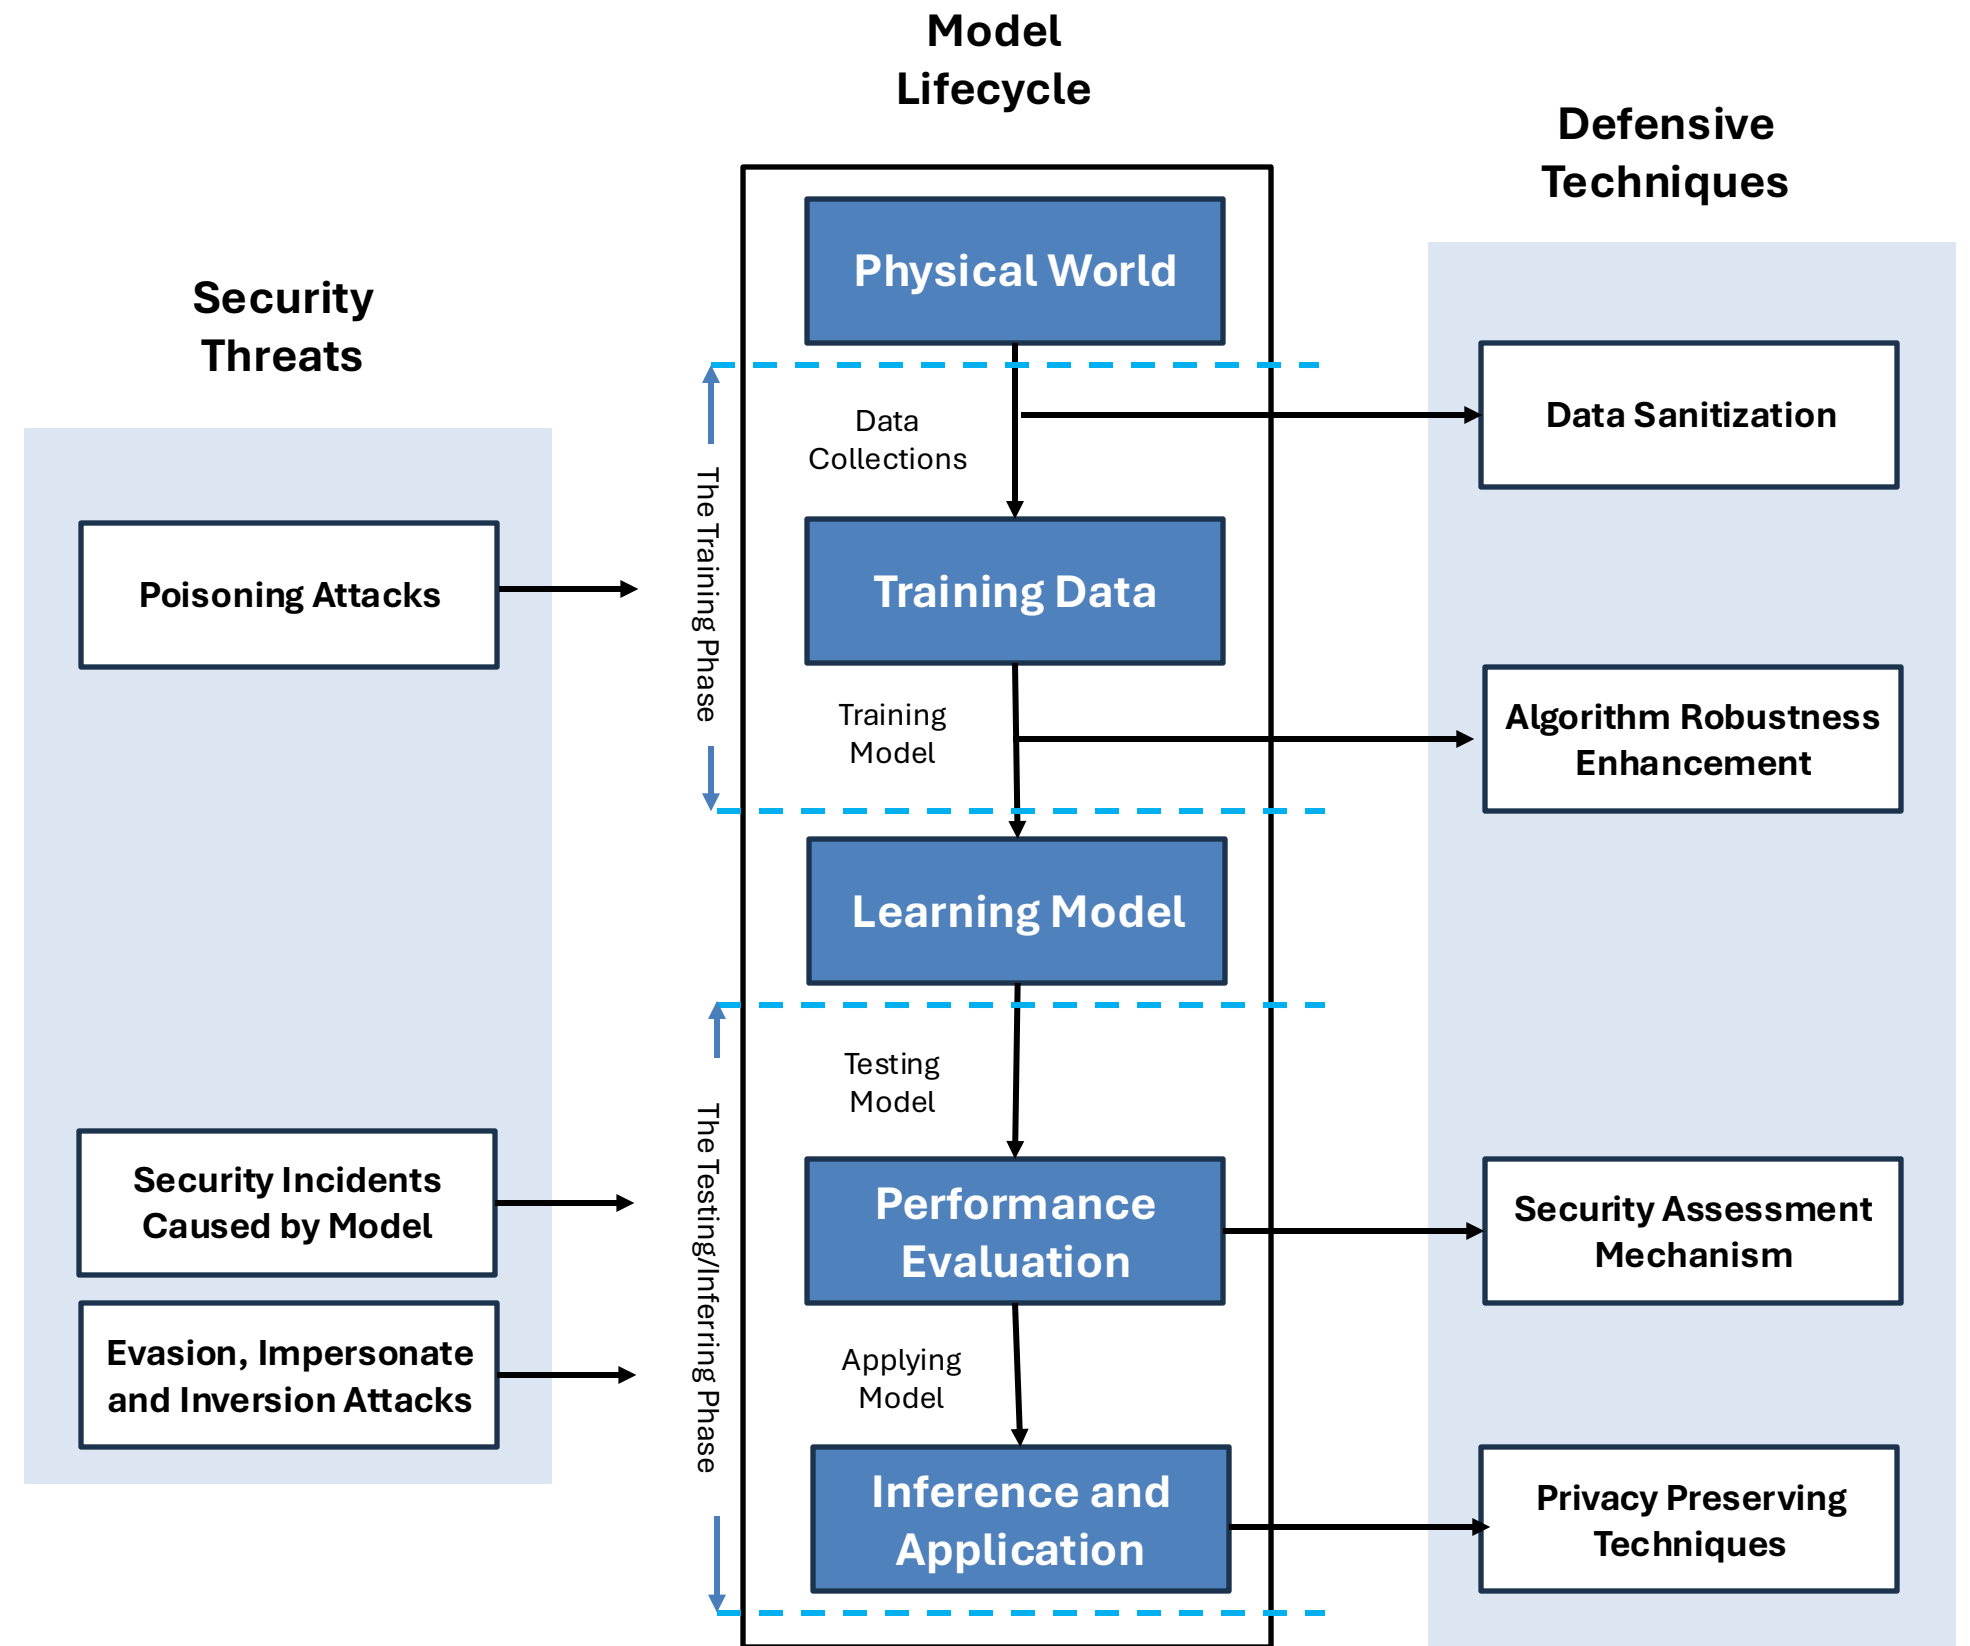 Model
Lifecycle
Defensive
Techniques
Security
Threats
Physical World
Data
Collections
Data Sanitization
The Training Phase
Poisoning Attacks
Training Data
Training
Model
Algorithm Robustness
Enhancement
Learning Model
Testing
Model
The Testing/Inferring Phase
Security Incidents
Caused by Model
Performance
Evaluation
Security Assessment
Mechanism
Evasion, Impersonate
and Inversion Attacks
Applying
Model
Inference and
Application
Privacy Preserving
Techniques